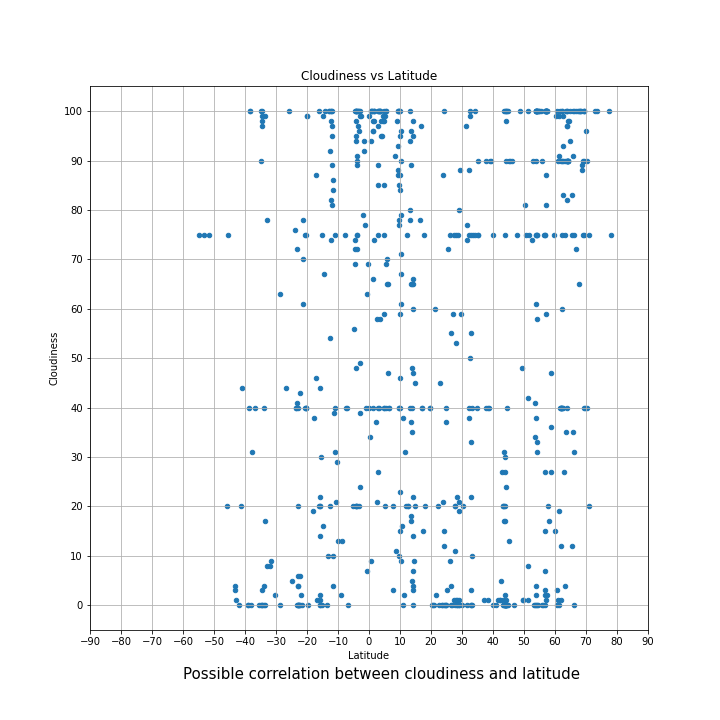 Cloudiness vs Latitude
100
90
80
70
60
50
40
30
20
10
0
Cloudiness
−90 −80 −70 −60 −50 −40 −30 −20 −10 0 10 20 30 40 50 60 70 80 90
Latitude
Possible correlation between cloudiness and latitude